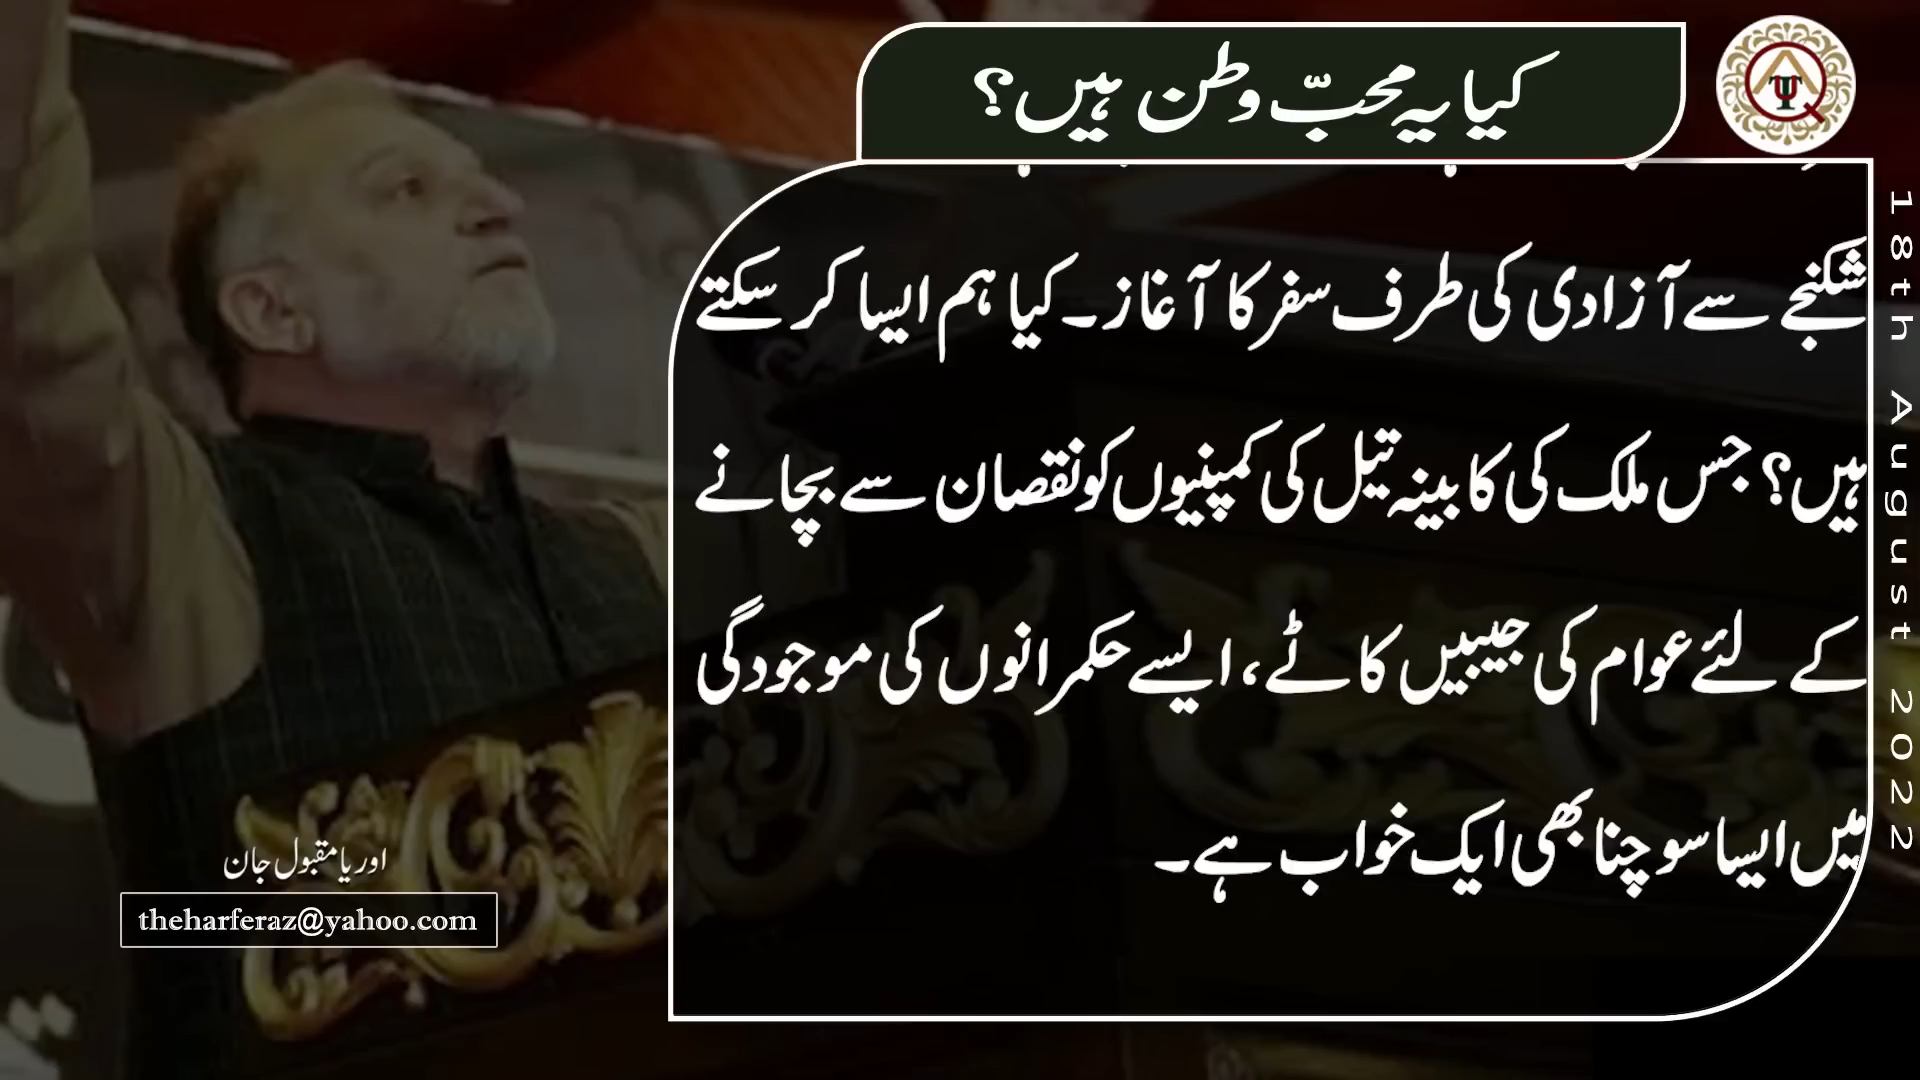 کیا یہ محبّ وطن ہیں؟
شکنجے سے آزادی کی طرف سفر کا آغاز۔ کیا ہم ایسا کر سکتے
ہیں؟ جس ملک کی کابینہ تیل کی کمپنیوں کو نقصان سے بچانے
کے لئے عوام کی جیبیں کاٹے، ایسے حکمرانوں کی موجودگی
میں ایسا سوچنا بھی ایک خواب ہے۔
18th August 2022
اوریا مقبول جان
theharferaz@yahoo.com